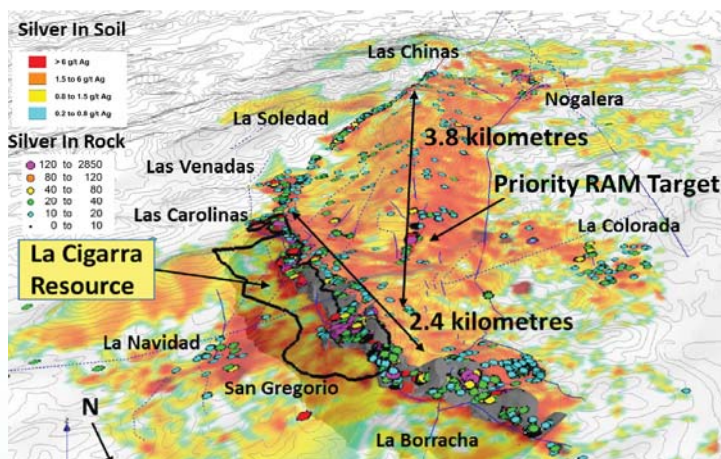 Silver In Soil
> 6 g/t Ag
1.5 to 6 g/t Ag
0.8 to 1.5 g/t Ag
0.2 to 0.8 g/t Ag
Silver In Rock
120 to 2850
80 to 120
40 to 80
20 to 40
10 to 20
0 to 10
Las Chinas
Nogalera
La Soledad
3.8 kilometres
Las Venadas
Priority RAM Target
Las Carolinas
La Colorada
La Cigarra
Resource
2.4 kilometres
La Navidad
San Gregorio
N
La Borracha